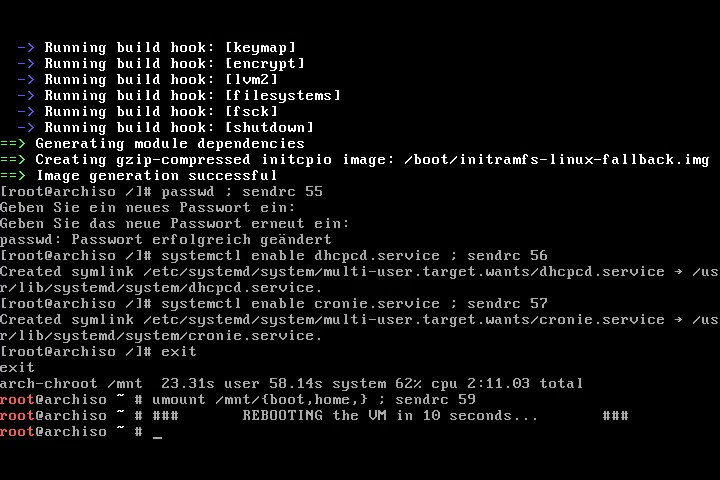 -> Running build hook: [keymap]
-> Running build hook: [encrypt]
-> Running build hook: [lvm2]
-> Running build hook: [filesystems]
-> Running build hook: [fsck]
-> Running build hook: [shutdown]
==> Generating module dependencies
==> Creating gzip-compressed initcpio image: /boot/initramfs-linux-fallback.img
==> Image generation successful
[root@archiso /]# passwd ; sendrc 55
Geben Sie ein neues Passwort ein:
Geben Sie das neue Passwort erneut ein:
passwd: Passwort erfolgreich geändert
[root@archiso /]# systemctl enable dhcpcd.service ; sendrc 56
Created symlink /etc/systemd/system/multi-user.target.wants/dhcpcd.service → /us
r/lib/systemd/system/dhcpcd.service.
[root@archiso /]# systemctl enable cronie.service ; sendrc 57
Created symlink /etc/systemd/system/multi-user.target.wants/cronie.service → /us
r/lib/systemd/system/cronie.service.
[root@archiso /]# exit
exit
arch-chroot /mnt  23.31s user 58.14s system 62% cpu 2:11.03 total
root@archiso ~ # umount /mnt/{boot,home,} ; sendrc 59
root@archiso ~ # ###       REBOOTING the VM in 10 seconds...        ###
root@archiso ~ # _